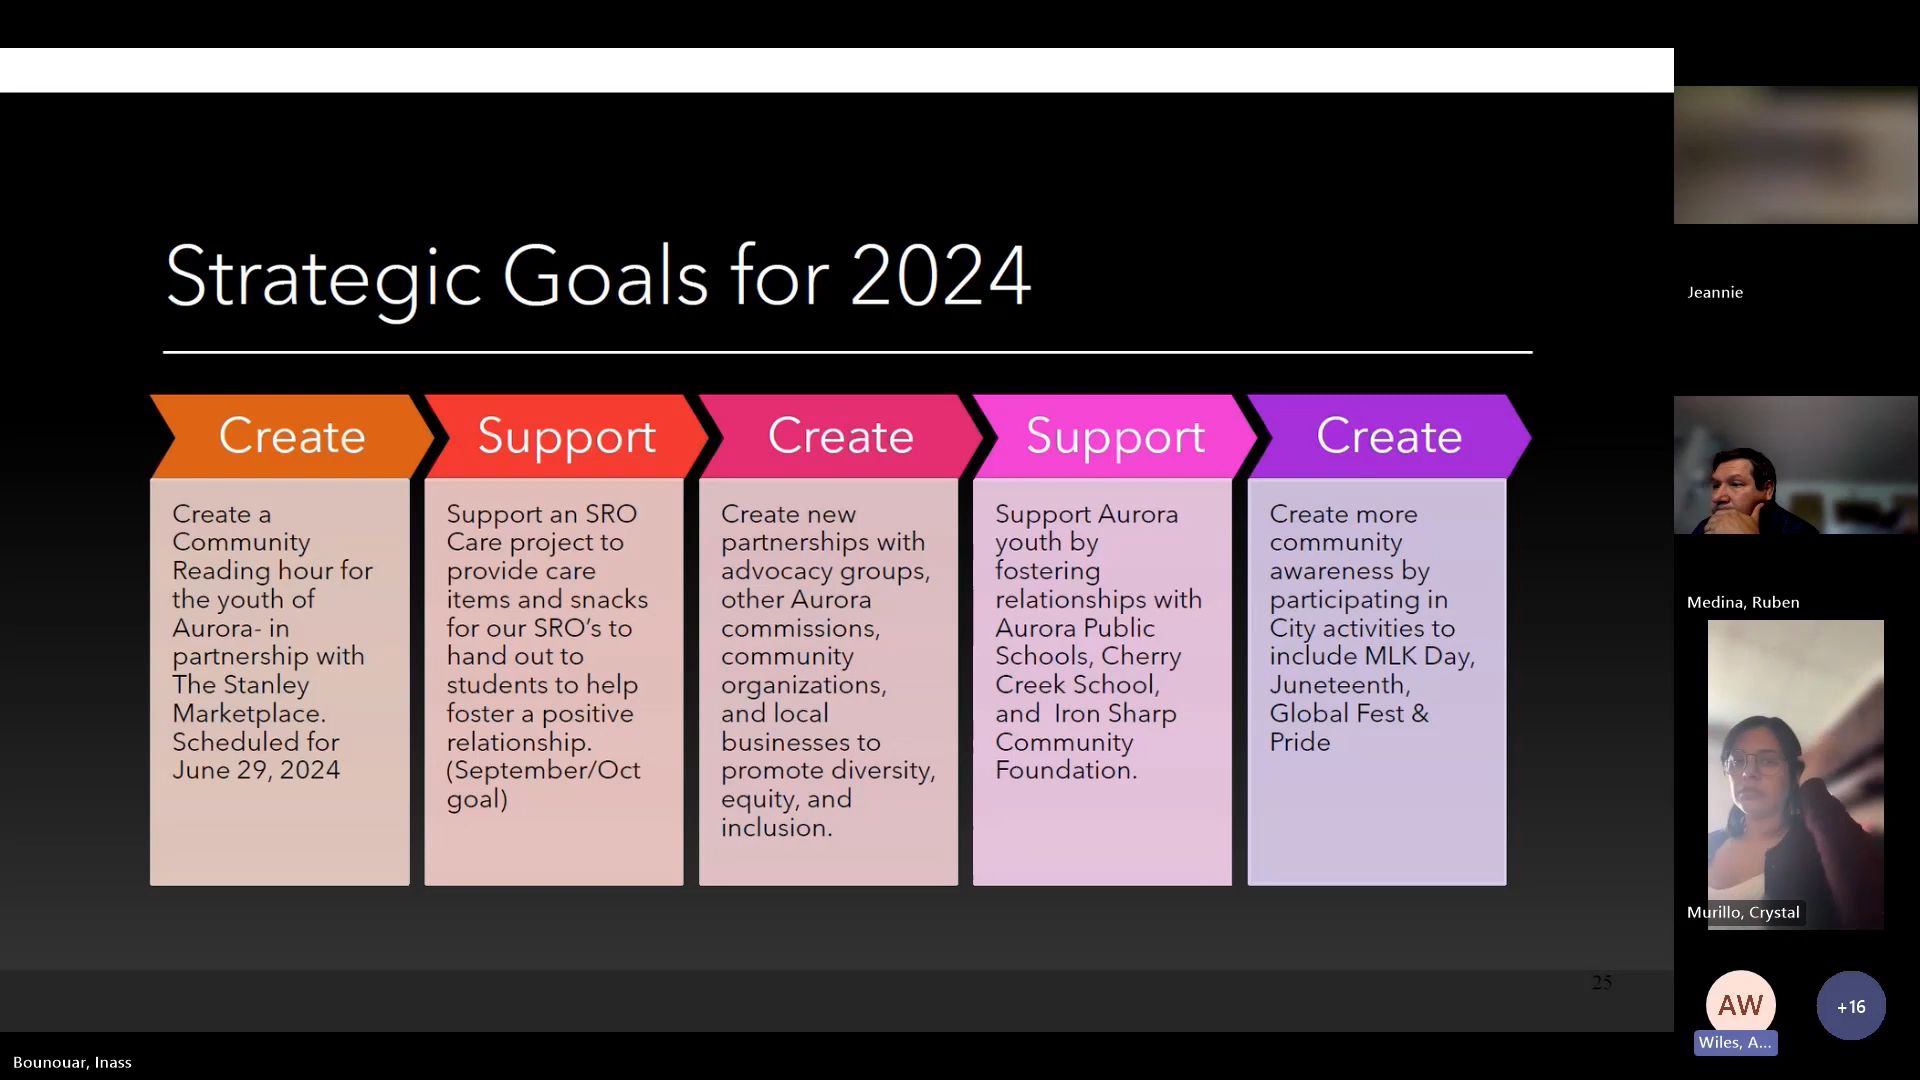 Strategic Goals for 2024
Create
Create a
Community
Reading hour for
the youth of
Aurora- in
partnership with
The Stanley
Marketplace.
Scheduled for
June 29, 2024
Support
Support an SRO
Care project to
provide care
items and snacks
for our SRO’s to
hand out to
students to help
foster a positive
relationship.
(September/Oct
goal)
Create
Create new
partnerships with
advocacy groups,
other Aurora
commissions,
community
organizations,
and local
businesses to
promote diversity,
equity, and
inclusion.
Support
Support Aurora
youth by
fostering
relationships with
Aurora Public
Schools, Cherry
Creek School,
and  Iron Sharp
Community
Foundation.
Create
Create more
community
awareness by
participating in
City activities to
include MLK Day,
Juneteenth,
Global Fest &
Pride
25
Jeannie
Medina, Ruben
Murillo, Crystal
AW
Wiles, A...
+16
Bounouar, Inass